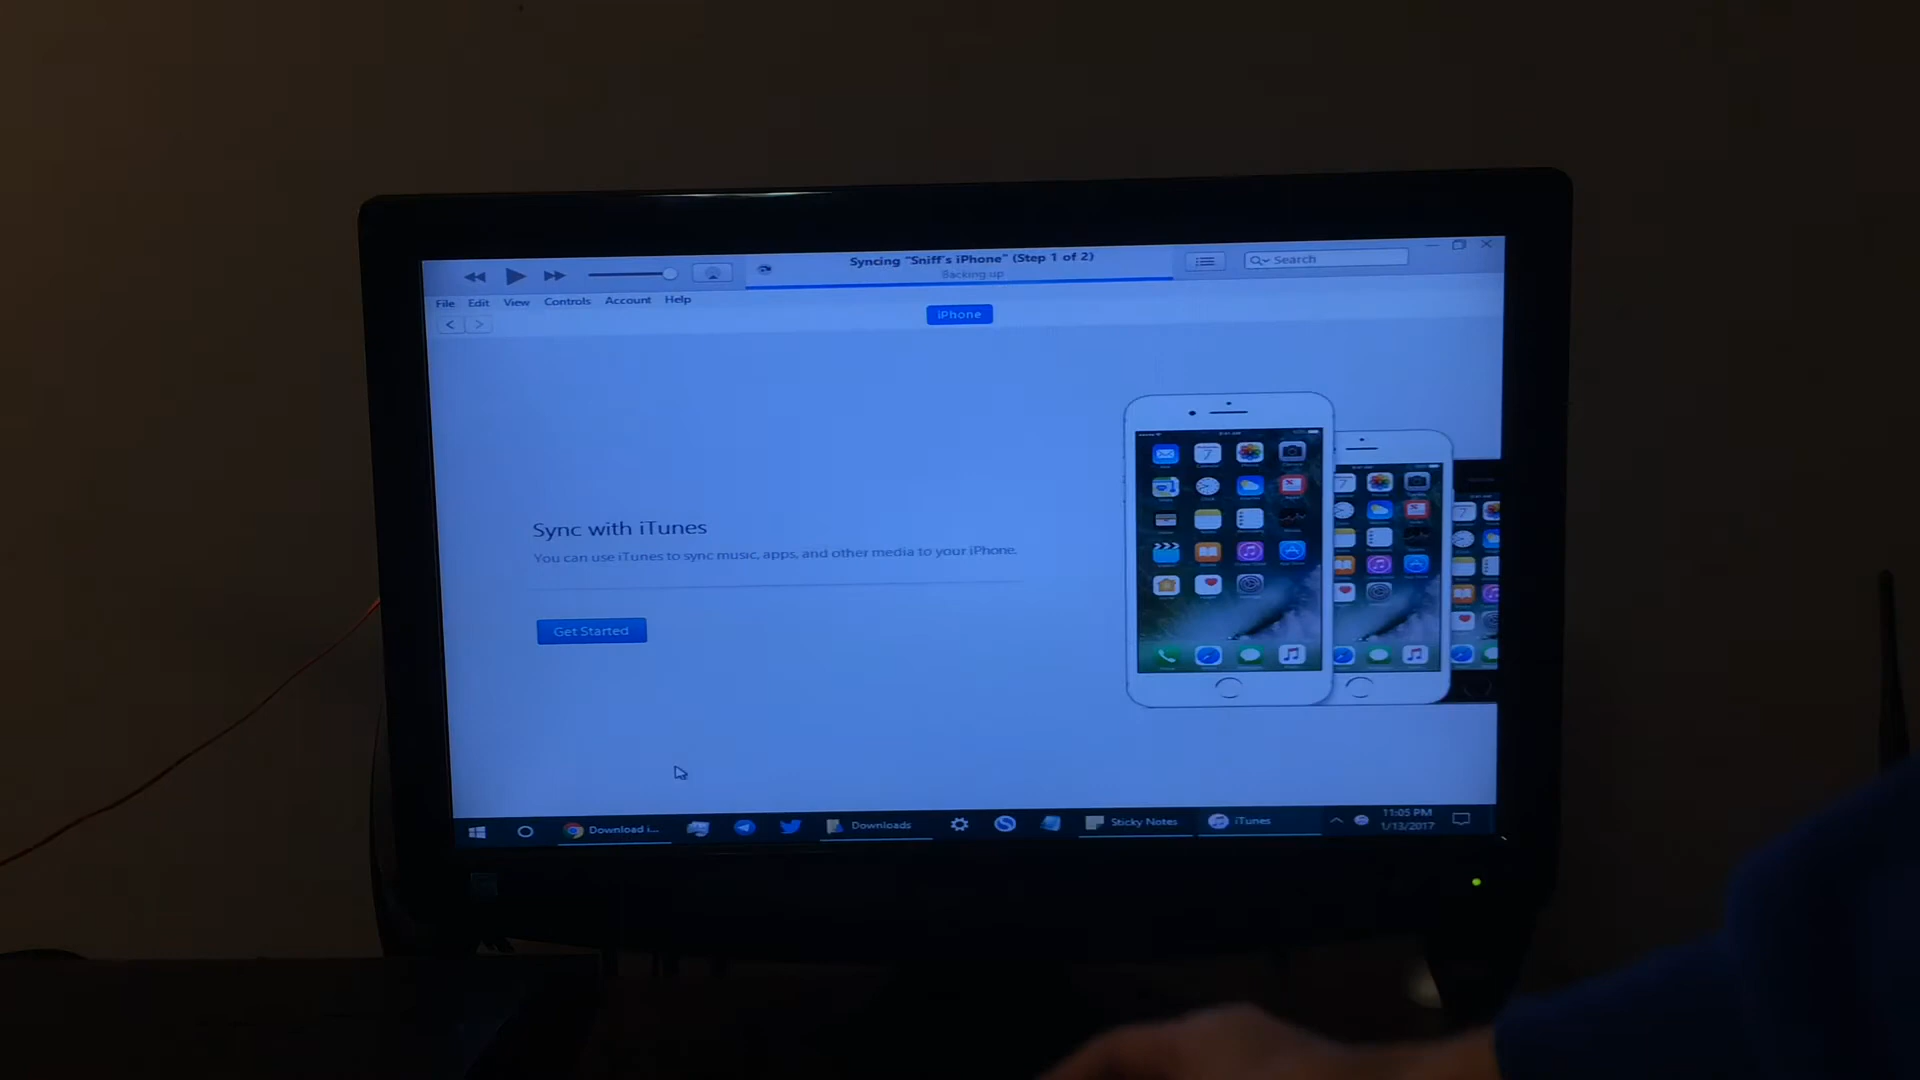 Syncing "Sniff's iPhone" (Step 1 of 2)
Backing up
Search
File Edit View Controls Account Help
< >
iPhone
Sync with iTunes
You can use iTunes to sync music, apps, and other media to your iPhone.
Get Started
Download i...
Downloads
Sticky Notes
iTunes
11:05 PM
1/13/2017